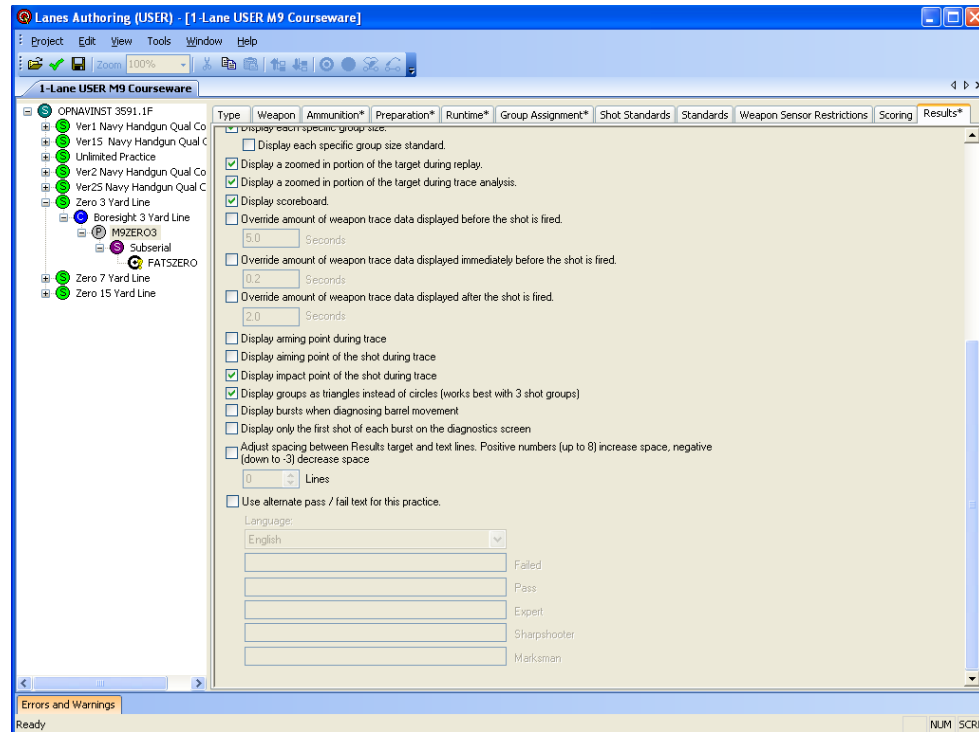 Lanes Authoring (USER) - [1-Lane USER M9 Courseware]
Project Edit View Tools Window Help
Zoom 100%
1-Lane USER M9 Courseware
OPNAVINST 3591.1F
Ver1 Navy Handgun Qual Co
Ver1S Navy Handgun Qual C
Unlimited Practice
Ver2 Navy Handgun Qual Co
Ver2S Navy Handgun Qual C
Zero 3 Yard Line
Boresight 3 Yard Line
M9ZERO3
Subserial
FATSZERO
Zero 7 Yard Line
Zero 15 Yard Line
Type Weapon Ammunition* Preparation* Runtime* Group Assignment* Shot Standards Standards Weapon Sensor Restrictions Scoring Results*
Display each specific group size.
Display each specific group size standard.
Display a zoomed in portion of the target during replay.
Display a zoomed in portion of the target during trace analysis.
Display scoreboard.
Override amount of weapon trace data displayed before the shot is fired.
5.0 Seconds
Override amount of weapon trace data displayed immediately before the shot is fired.
0.2 Seconds
Override amount of weapon trace data displayed after the shot is fired.
2.0 Seconds
Display arming point during trace
Display aiming point of the shot during trace
Display impact point of the shot during trace
Display groups as triangles instead of circles (works best with 3 shot groups)
Display bursts when diagnosing barrel movement
Display only the first shot of each burst on the diagnostics screen
Adjust spacing between Results target and text lines. Positive numbers (up to 8) increase space, negative
(down to -3) decrease space
0 Lines
Use alternate pass / fail text for this practice.
Language:
English
Failed
Pass
Expert
Sharpshooter
Marksman
Errors and Warnings
Ready NUM SCR